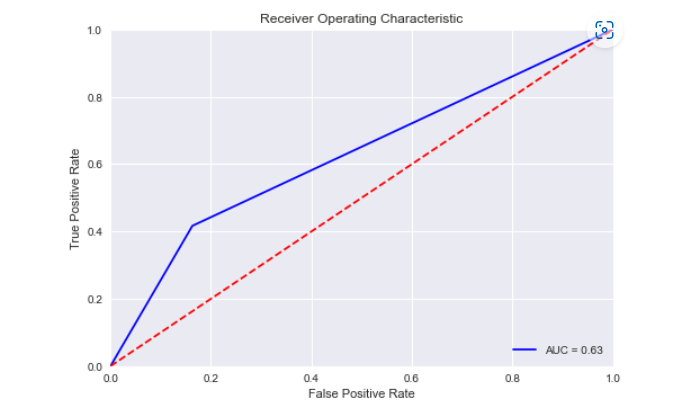 Receiver Operating Characteristic
1.0
0.8
0.6
0.4
0.2
0.0
True Positive Rate
AUC = 0.63
0.0 0.2 0.4 0.6 0.8 1.0
False Positive Rate